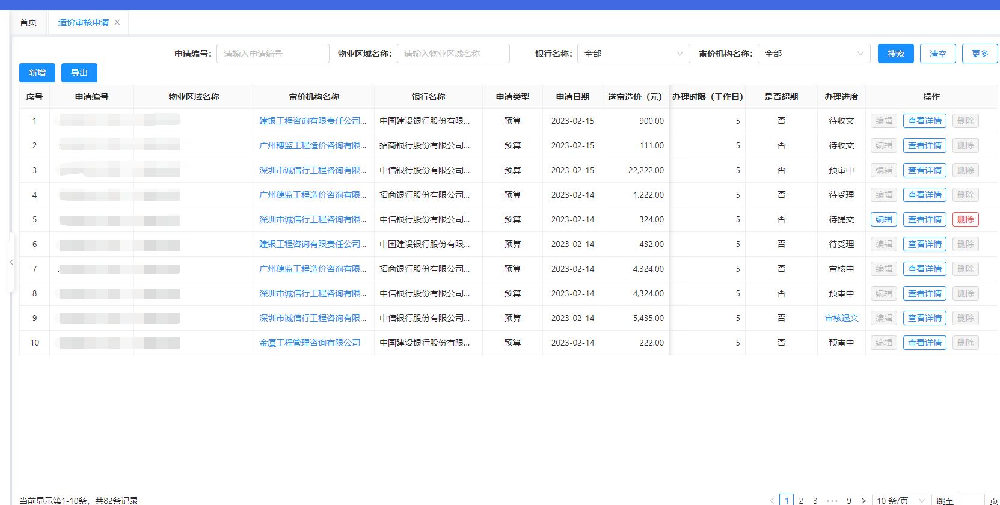 首页 造价审核申请 ×
申请编号： 请输入申请编号 物业区域名称： 请输入物业区域名称 银行名称： 全部 审价机构名称： 全部 搜索 清空 更多
新增 导出
序号 申请编号 物业区域名称 审价机构名称 银行名称 申请类型 申请日期 送审造价（元） 办理时限（工作日） 是否超期 办理进度 操作
1 建银工程咨询有限责任公司... 中国建设银行股份有限... 预算 2023-02-15 900.00 5 否 待收文 编辑 查看详情 删除
2 广州穗监工程造价咨询有限... 招商银行股份有限公司... 预算 2023-02-15 111.00 5 否 待收文 编辑 查看详情 删除
3 深圳市诚信行工程咨询有限... 中信银行股份有限公司... 预算 2023-02-15 22,222.00 5 否 预审中 编辑 查看详情 删除
4 广州穗监工程造价咨询有限... 招商银行股份有限公司... 预算 2023-02-14 1,222.00 5 否 待受理 编辑 查看详情 删除
5 深圳市诚信行工程咨询有限... 中信银行股份有限公司... 预算 2023-02-14 324.00 5 否 待提交 编辑 查看详情 删除
6 建银工程咨询有限责任公司... 中国建设银行股份有限... 预算 2023-02-14 432.00 5 否 待受理 编辑 查看详情 删除
7 广州穗监工程造价咨询有限... 招商银行股份有限公司... 预算 2023-02-14 4,324.00 5 否 审核中 编辑 查看详情 删除
8 深圳市诚信行工程咨询有限... 中信银行股份有限公司... 预算 2023-02-14 4,324.00 5 否 预审中 编辑 查看详情 删除
9 深圳市诚信行工程咨询有限... 中信银行股份有限公司... 预算 2023-02-14 5,435.00 5 否 审核退文 编辑 查看详情 删除
10 金厦工程管理咨询有限公司 中国建设银行股份有限... 预算 2023-02-14 222.00 5 否 预审中 编辑 查看详情 删除
当前显示第1-10条，共82条记录 < 1 2 3 ••• 9 > 10 条/页 跳至 页